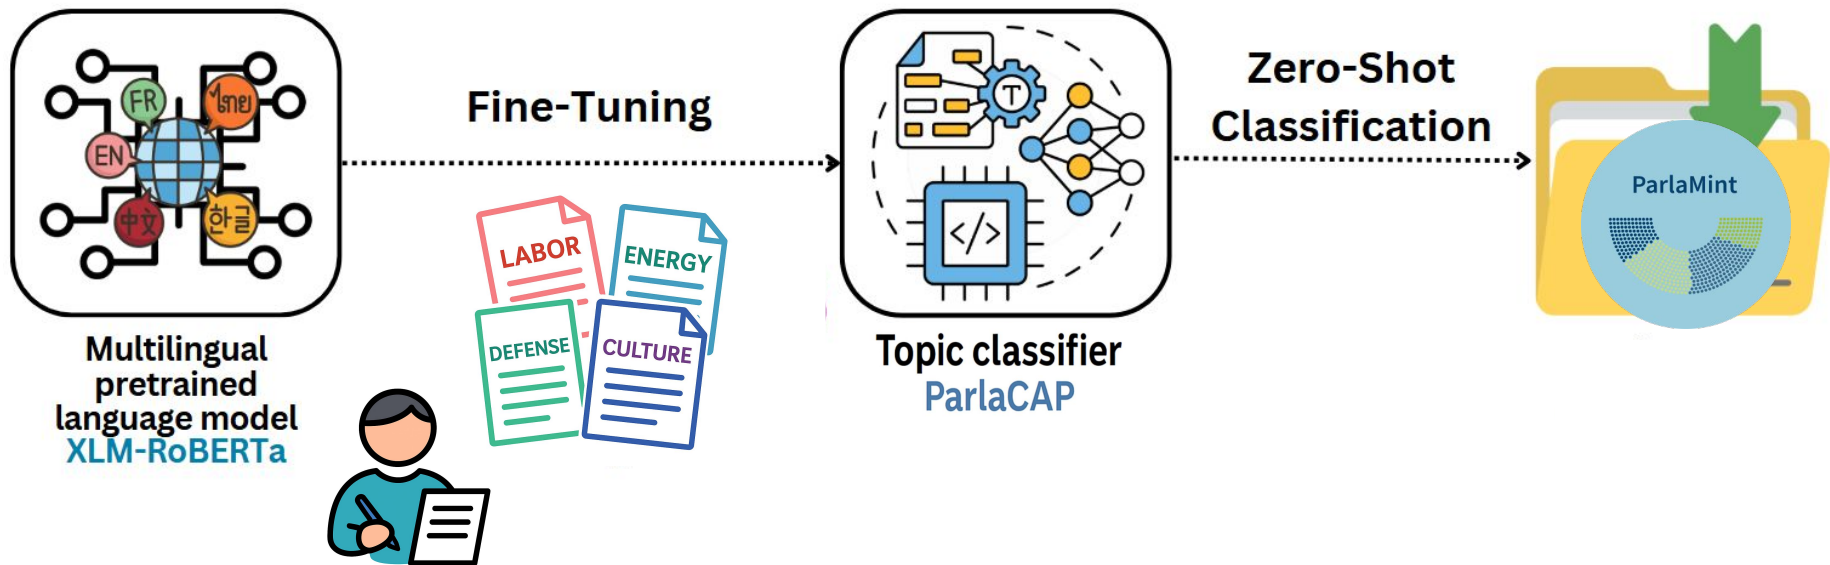 FR
ไทย
EN
中文
한글
Multilingual
pretrained
language model
XLM-RoBERTa
Fine-Tuning
LABOR
ENERGY
DEFENSE
CULTURE
T
</>
Topic classifier
ParlaCAP
Zero-Shot
Classification
ParlaMint